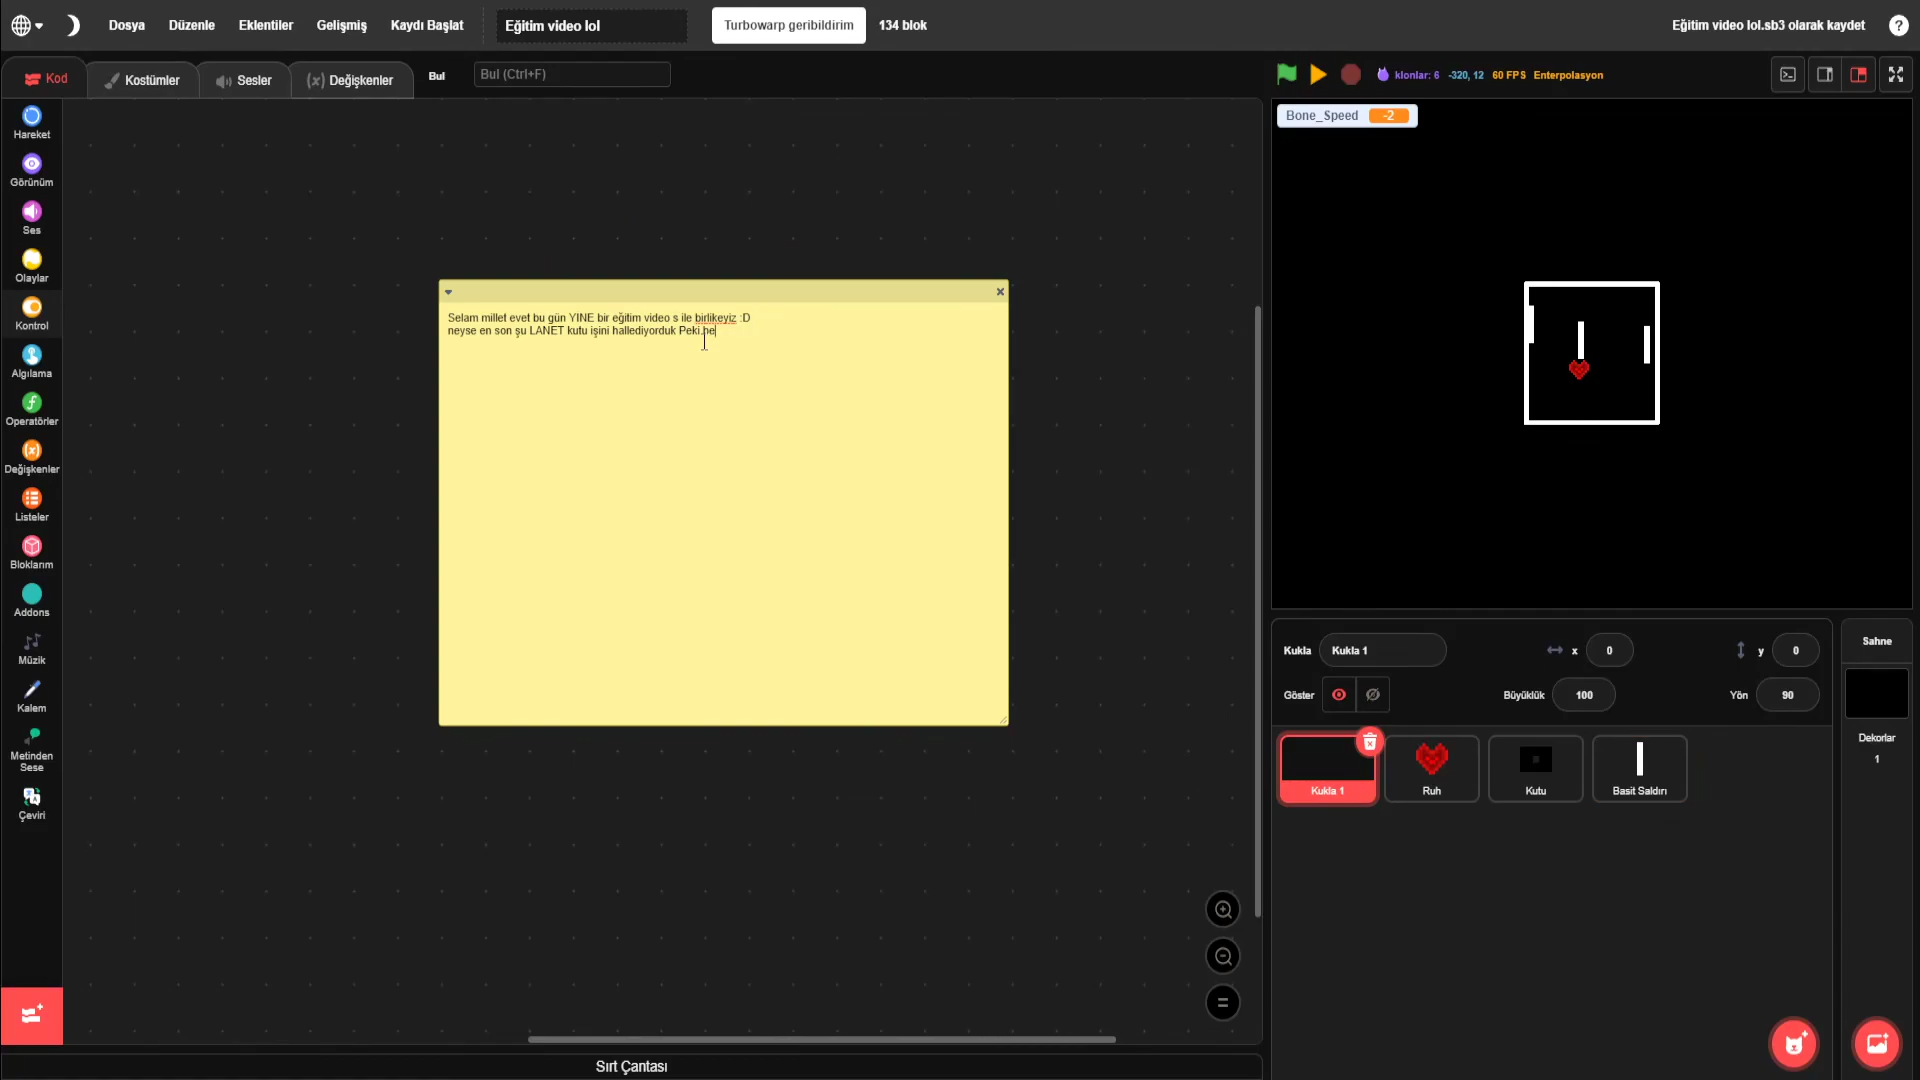 Dosya Düzenle Eklentiler Gelişmiş Kaydı Başlat Eğitim video lol Turbowarp geribildirim 134 blok Eğitim video lol.sb3 olarak kaydet ?
Kod Kostümler Sesler (x) Değişkenler Bul Bul (Ctrl+F)
klonlar: 6 -320, 12 60 FPS Enterpolasyon
Bone_Speed -2
Hareket
Görünüm
Ses
Olaylar
Kontrol
Algılama
Operatörler
Değişkenler
Listeler
Bloklarım
Addons
Müzik
Kalem
Metinden
Sese
Çeviri
Selam millet evet bu gün YINE bir eğitim video s ile birlikeyiz :D
neyse en son şu LANET kutu işini hallediyorduk Peki he
Kukla Kukla 1 x 0 y 0
Göster Büyüklük 100 Yön 90
Kukla 1 Ruh Kutu Basit Saldırı
Sahne
Dekorlar
1
Sırt Çantası